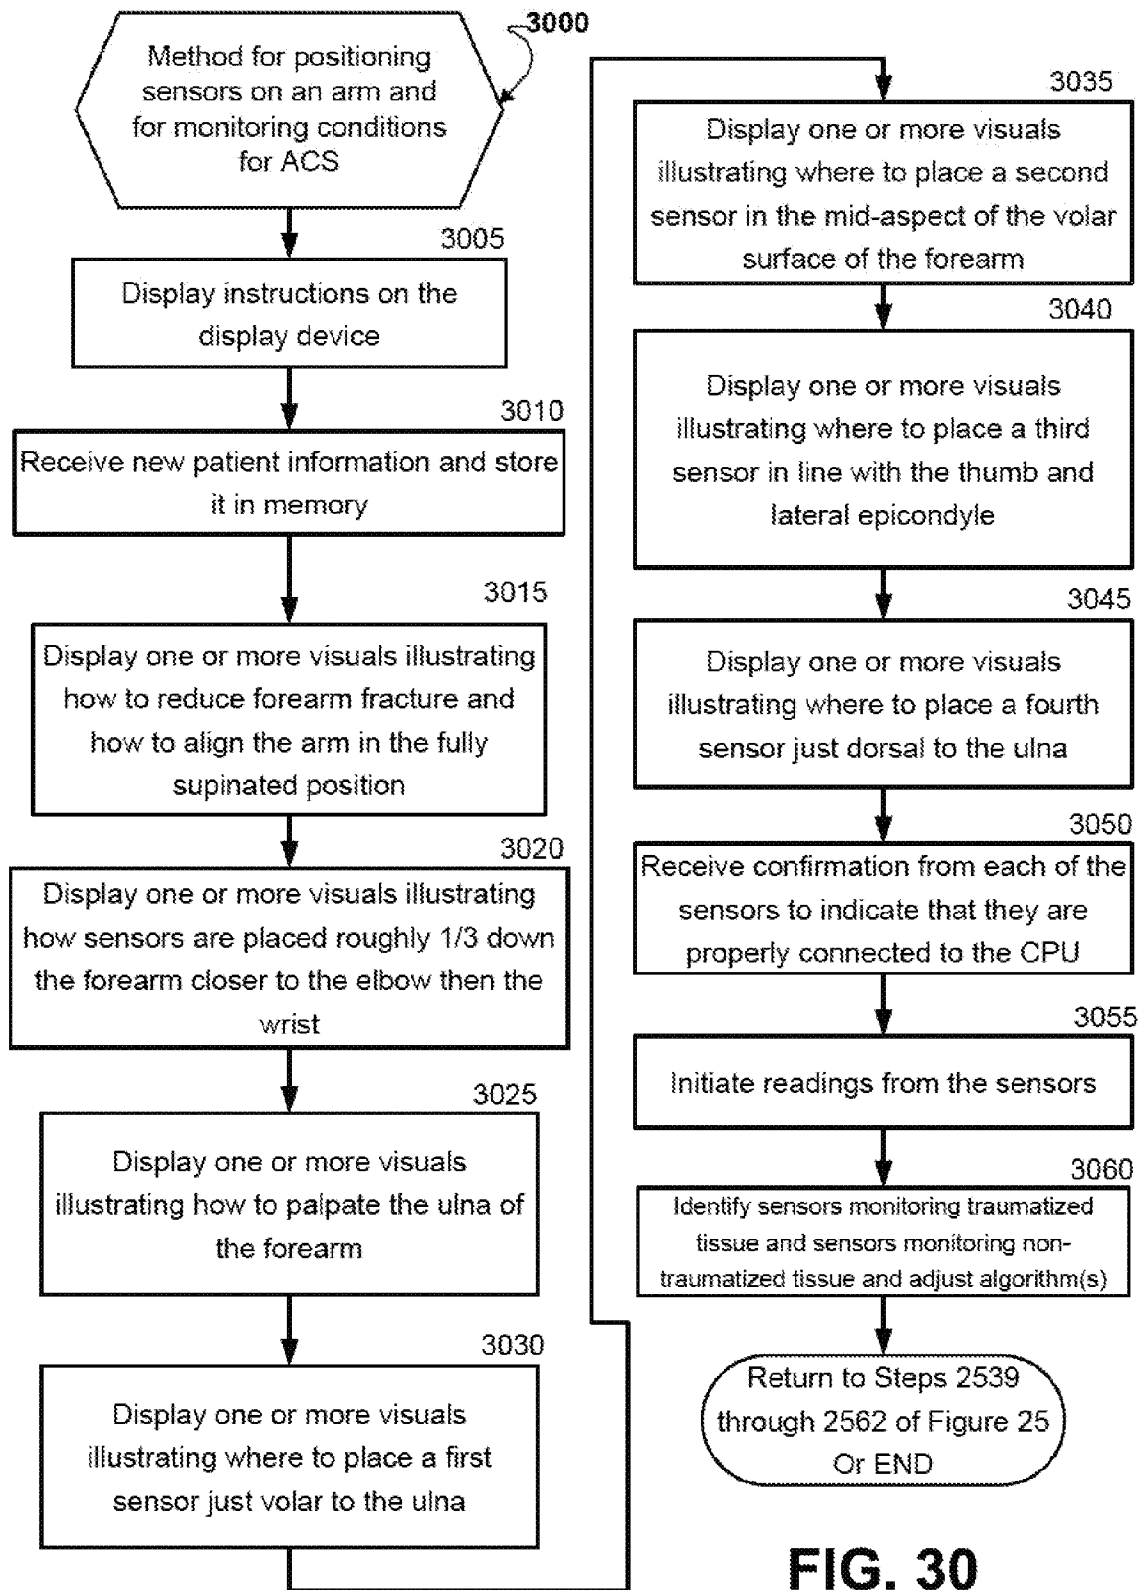 3000
Method for positioning
sensors on an arm and
for monitoring conditions
for ACS
3005
Display instructions on the
display device
3010
Receive new patient information and store
it in memory
3015
Display one or more visuals illustrating
how to reduce forearm fracture and
how to align the arm in the fully
supinated position
3020
Display one or more visuals illustrating
how sensors are placed roughly 1/3 down
the forearm closer to the elbow then the
wrist
3025
Display one or more visuals
illustrating how to palpate the ulna of
the forearm
3030
Display one or more visuals
illustrating where to place a first
sensor just volar to the ulna
3035
Display one or more visuals
illustrating where to place a second
sensor in the mid-aspect of the volar
surface of the forearm
3040
Display one or more visuals
illustrating where to place a third
sensor in line with the thumb and
lateral epicondyle
3045
Display one or more visuals
illustrating where to place a fourth
sensor just dorsal to the ulna
3050
Receive confirmation from each of the
sensors to indicate that they are
properly connected to the CPU
3055
Initiate readings from the sensors
3060
Identify sensors monitoring traumatized
tissue and sensors monitoring non-
traumatized tissue and adjust algorithm(s)
Return to Steps 2539
through 2562 of Figure 25
Or END
FIG. 30